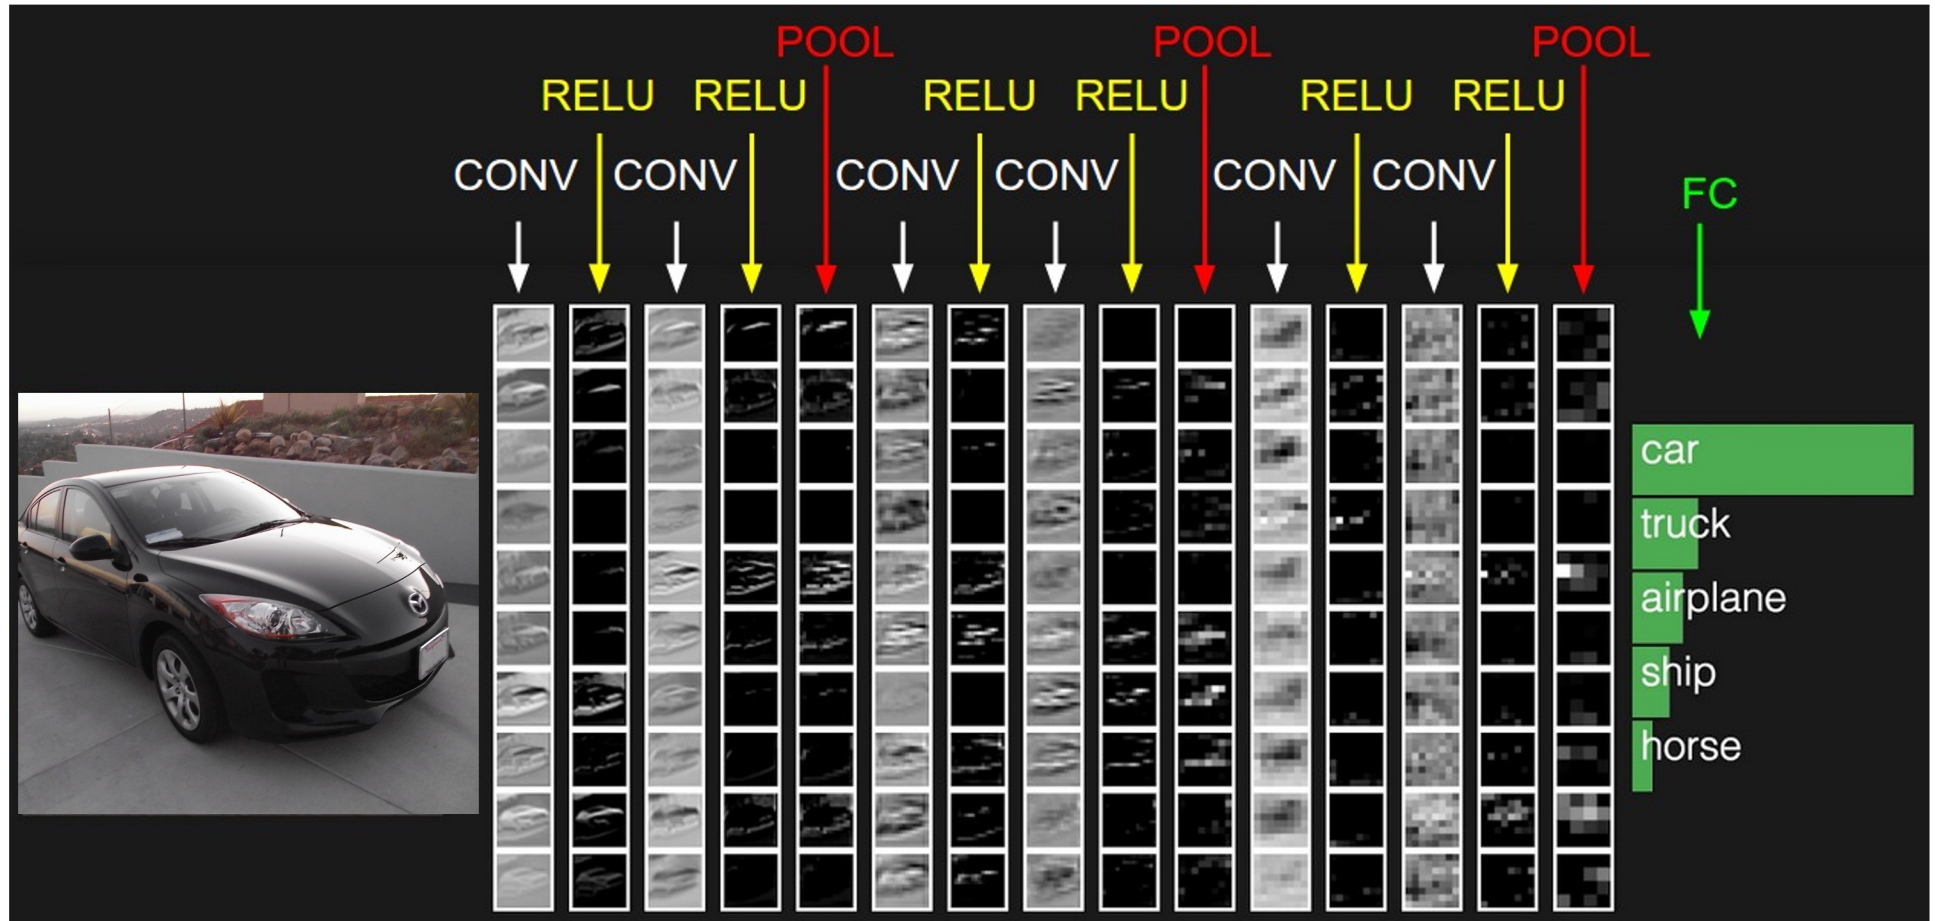 POOL POOL POOL
RELU RELU RELU RELU RELU RELU
CONV CONV CONV CONV CONV CONV
FC
car
truck
airplane
ship
horse